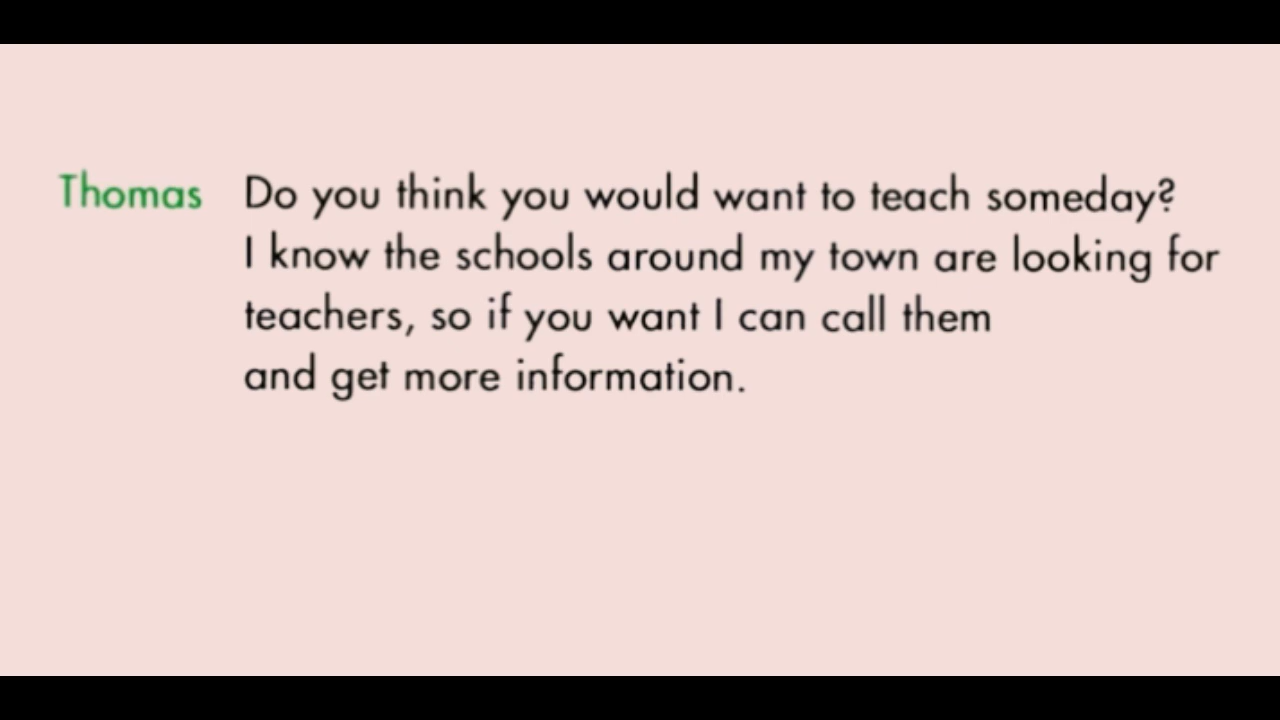 Thomas Do you think you would want to teach someday?
I know the schools around my town are looking for
teachers, so if you want I can call them
and get more information.